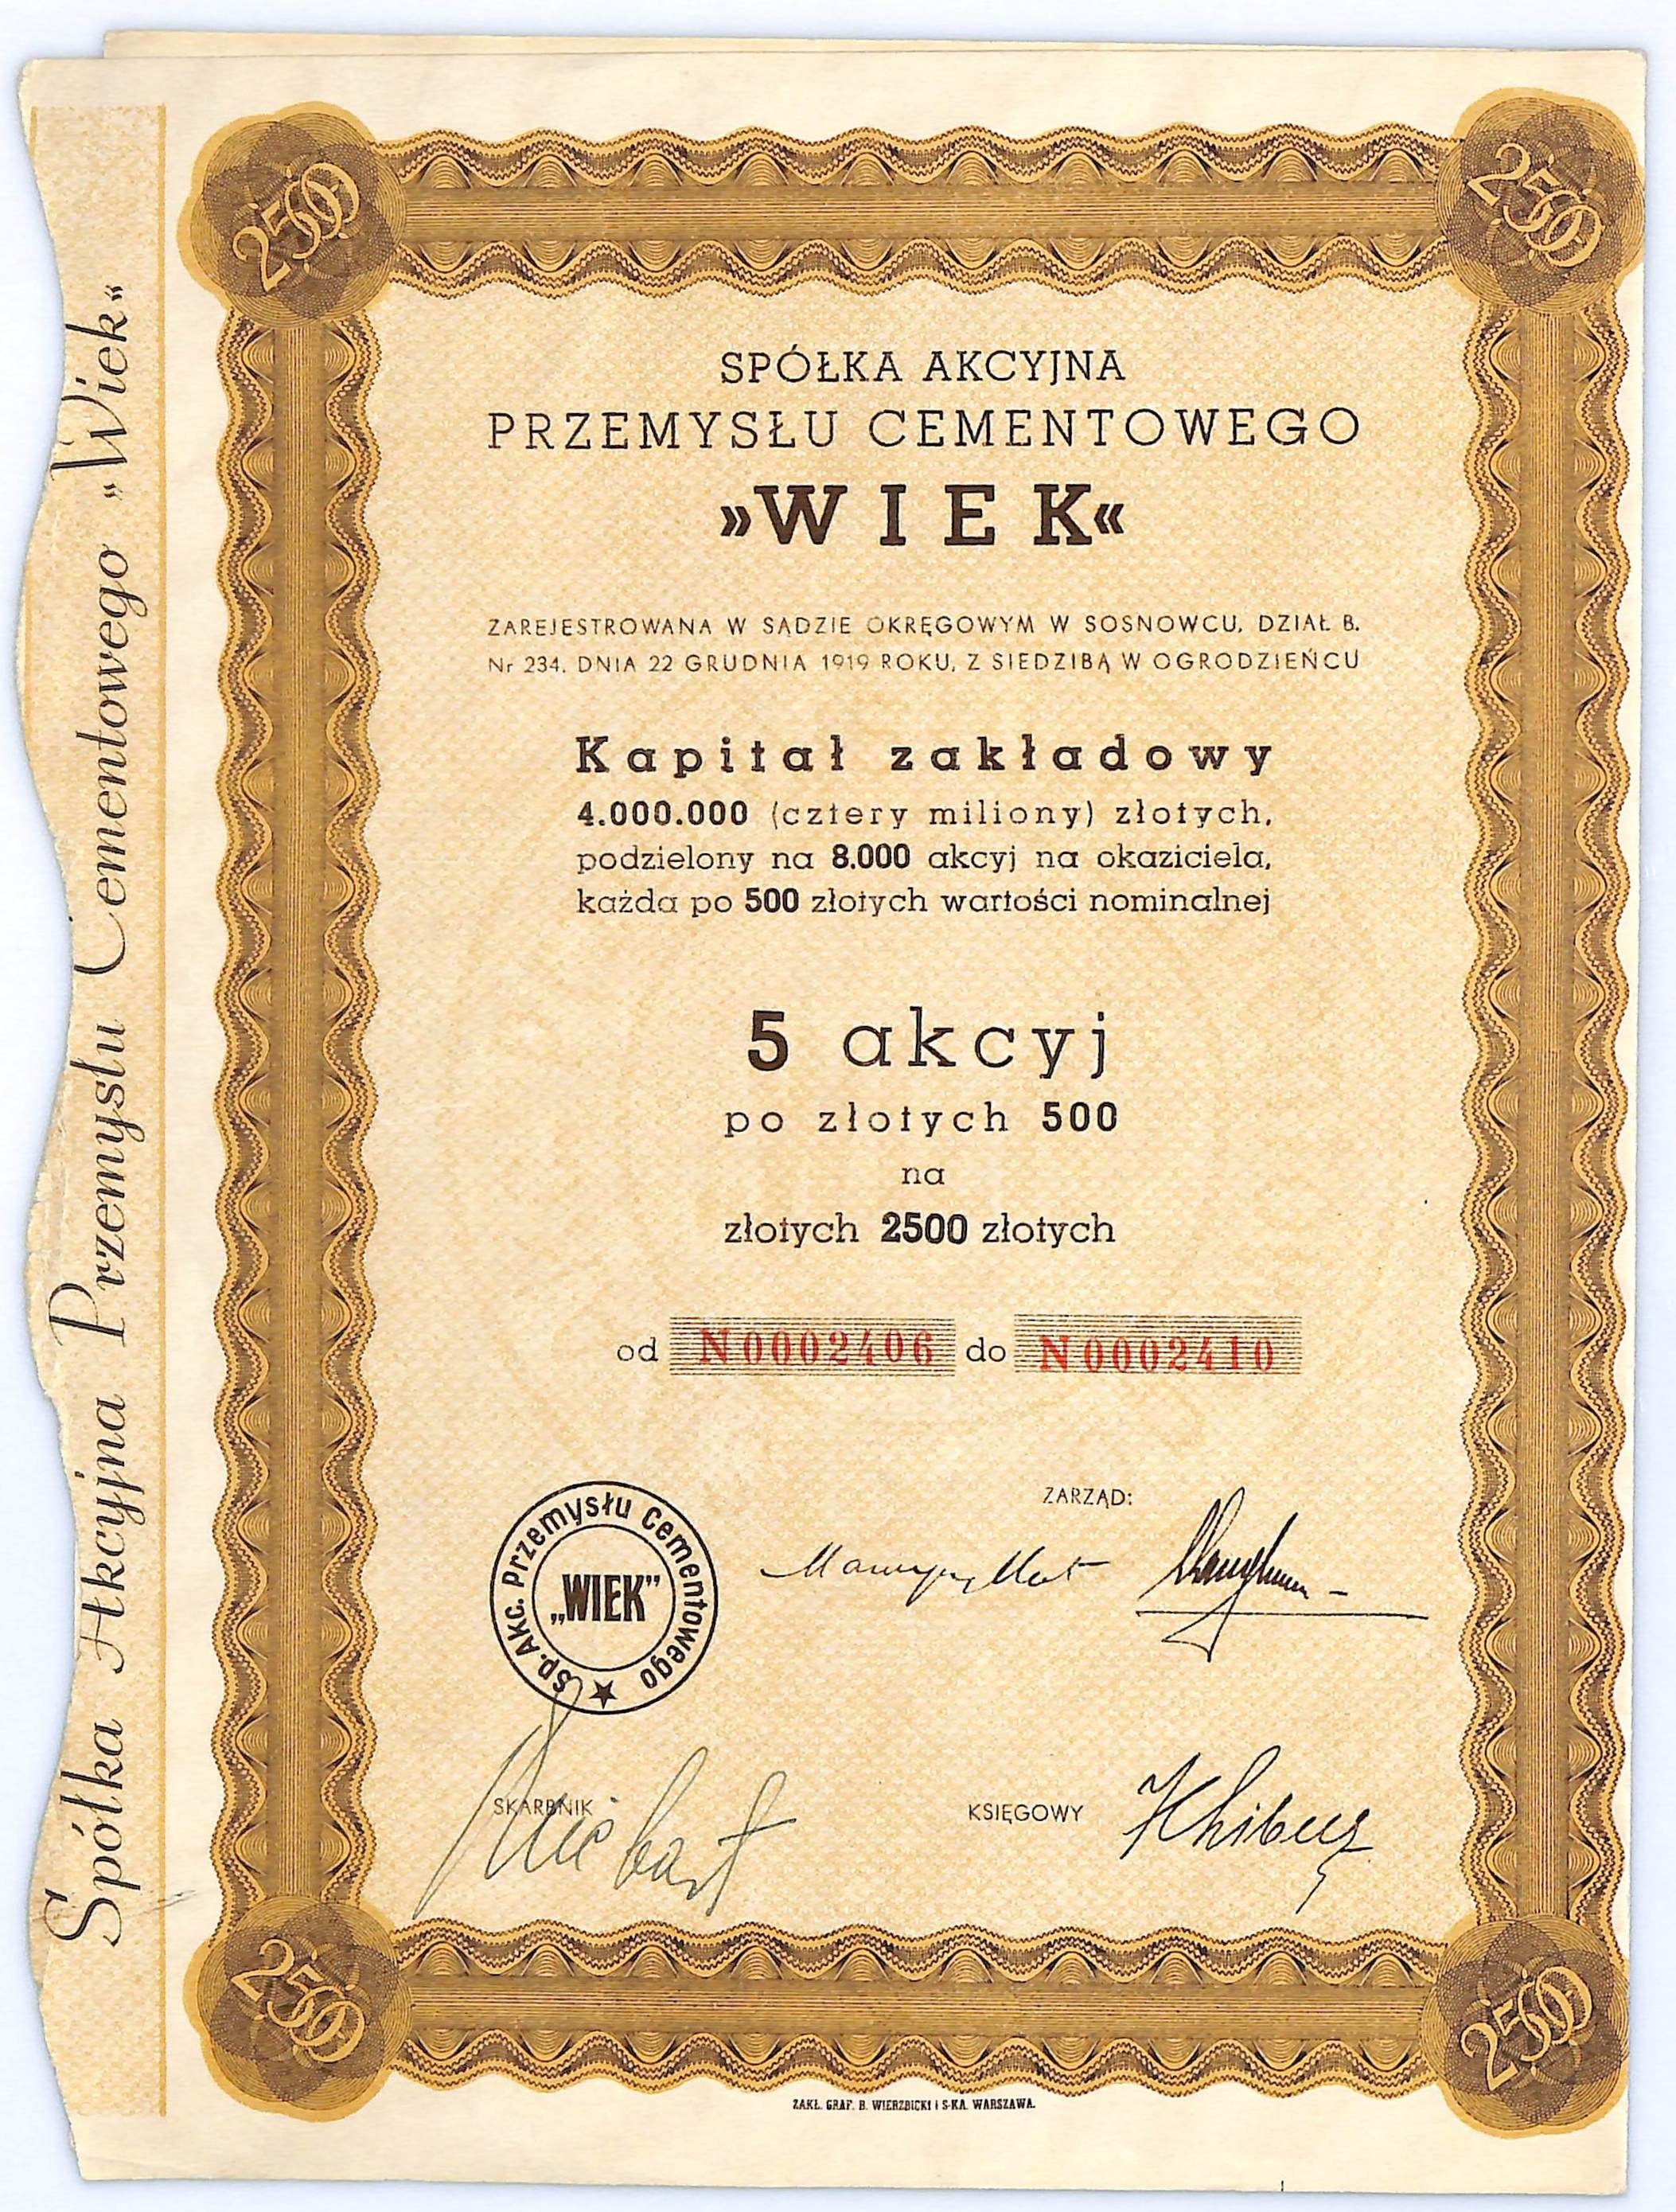 Spółka Akcyjna Przemysłu Cementowego »Wiek«
2500
2500
SPÓŁKA AKCYJNA
PRZEMYSŁU CEMENTOWEGO
»WIEK«
ZAREJESTROWANA W SĄDZIE OKRĘGOWYM W SOSNOWCU, DZIAŁ B.
Nr 234, DNIA 22 GRUDNIA 1919 ROKU, Z SIEDZIBĄ W OGRODZIEŃCU
Kapitał zakładowy
4.000.000 (cztery miliony) złotych,
podzielony na 8.000 akcyj na okaziciela,
każda po 500 złotych wartości nominalnej
5 akcyj
po złotych 500
na
złotych 2500 złotych
od N0002406 do N0002410
ZARZĄD:
Sp. Akc. Przemysłu Cementowego
„WIEK”
SKARBNIK
KSIĘGOWY
2500
2500
ZAKŁ. GRAF. B. WIERZBICKI i S-KA. WARSZAWA.